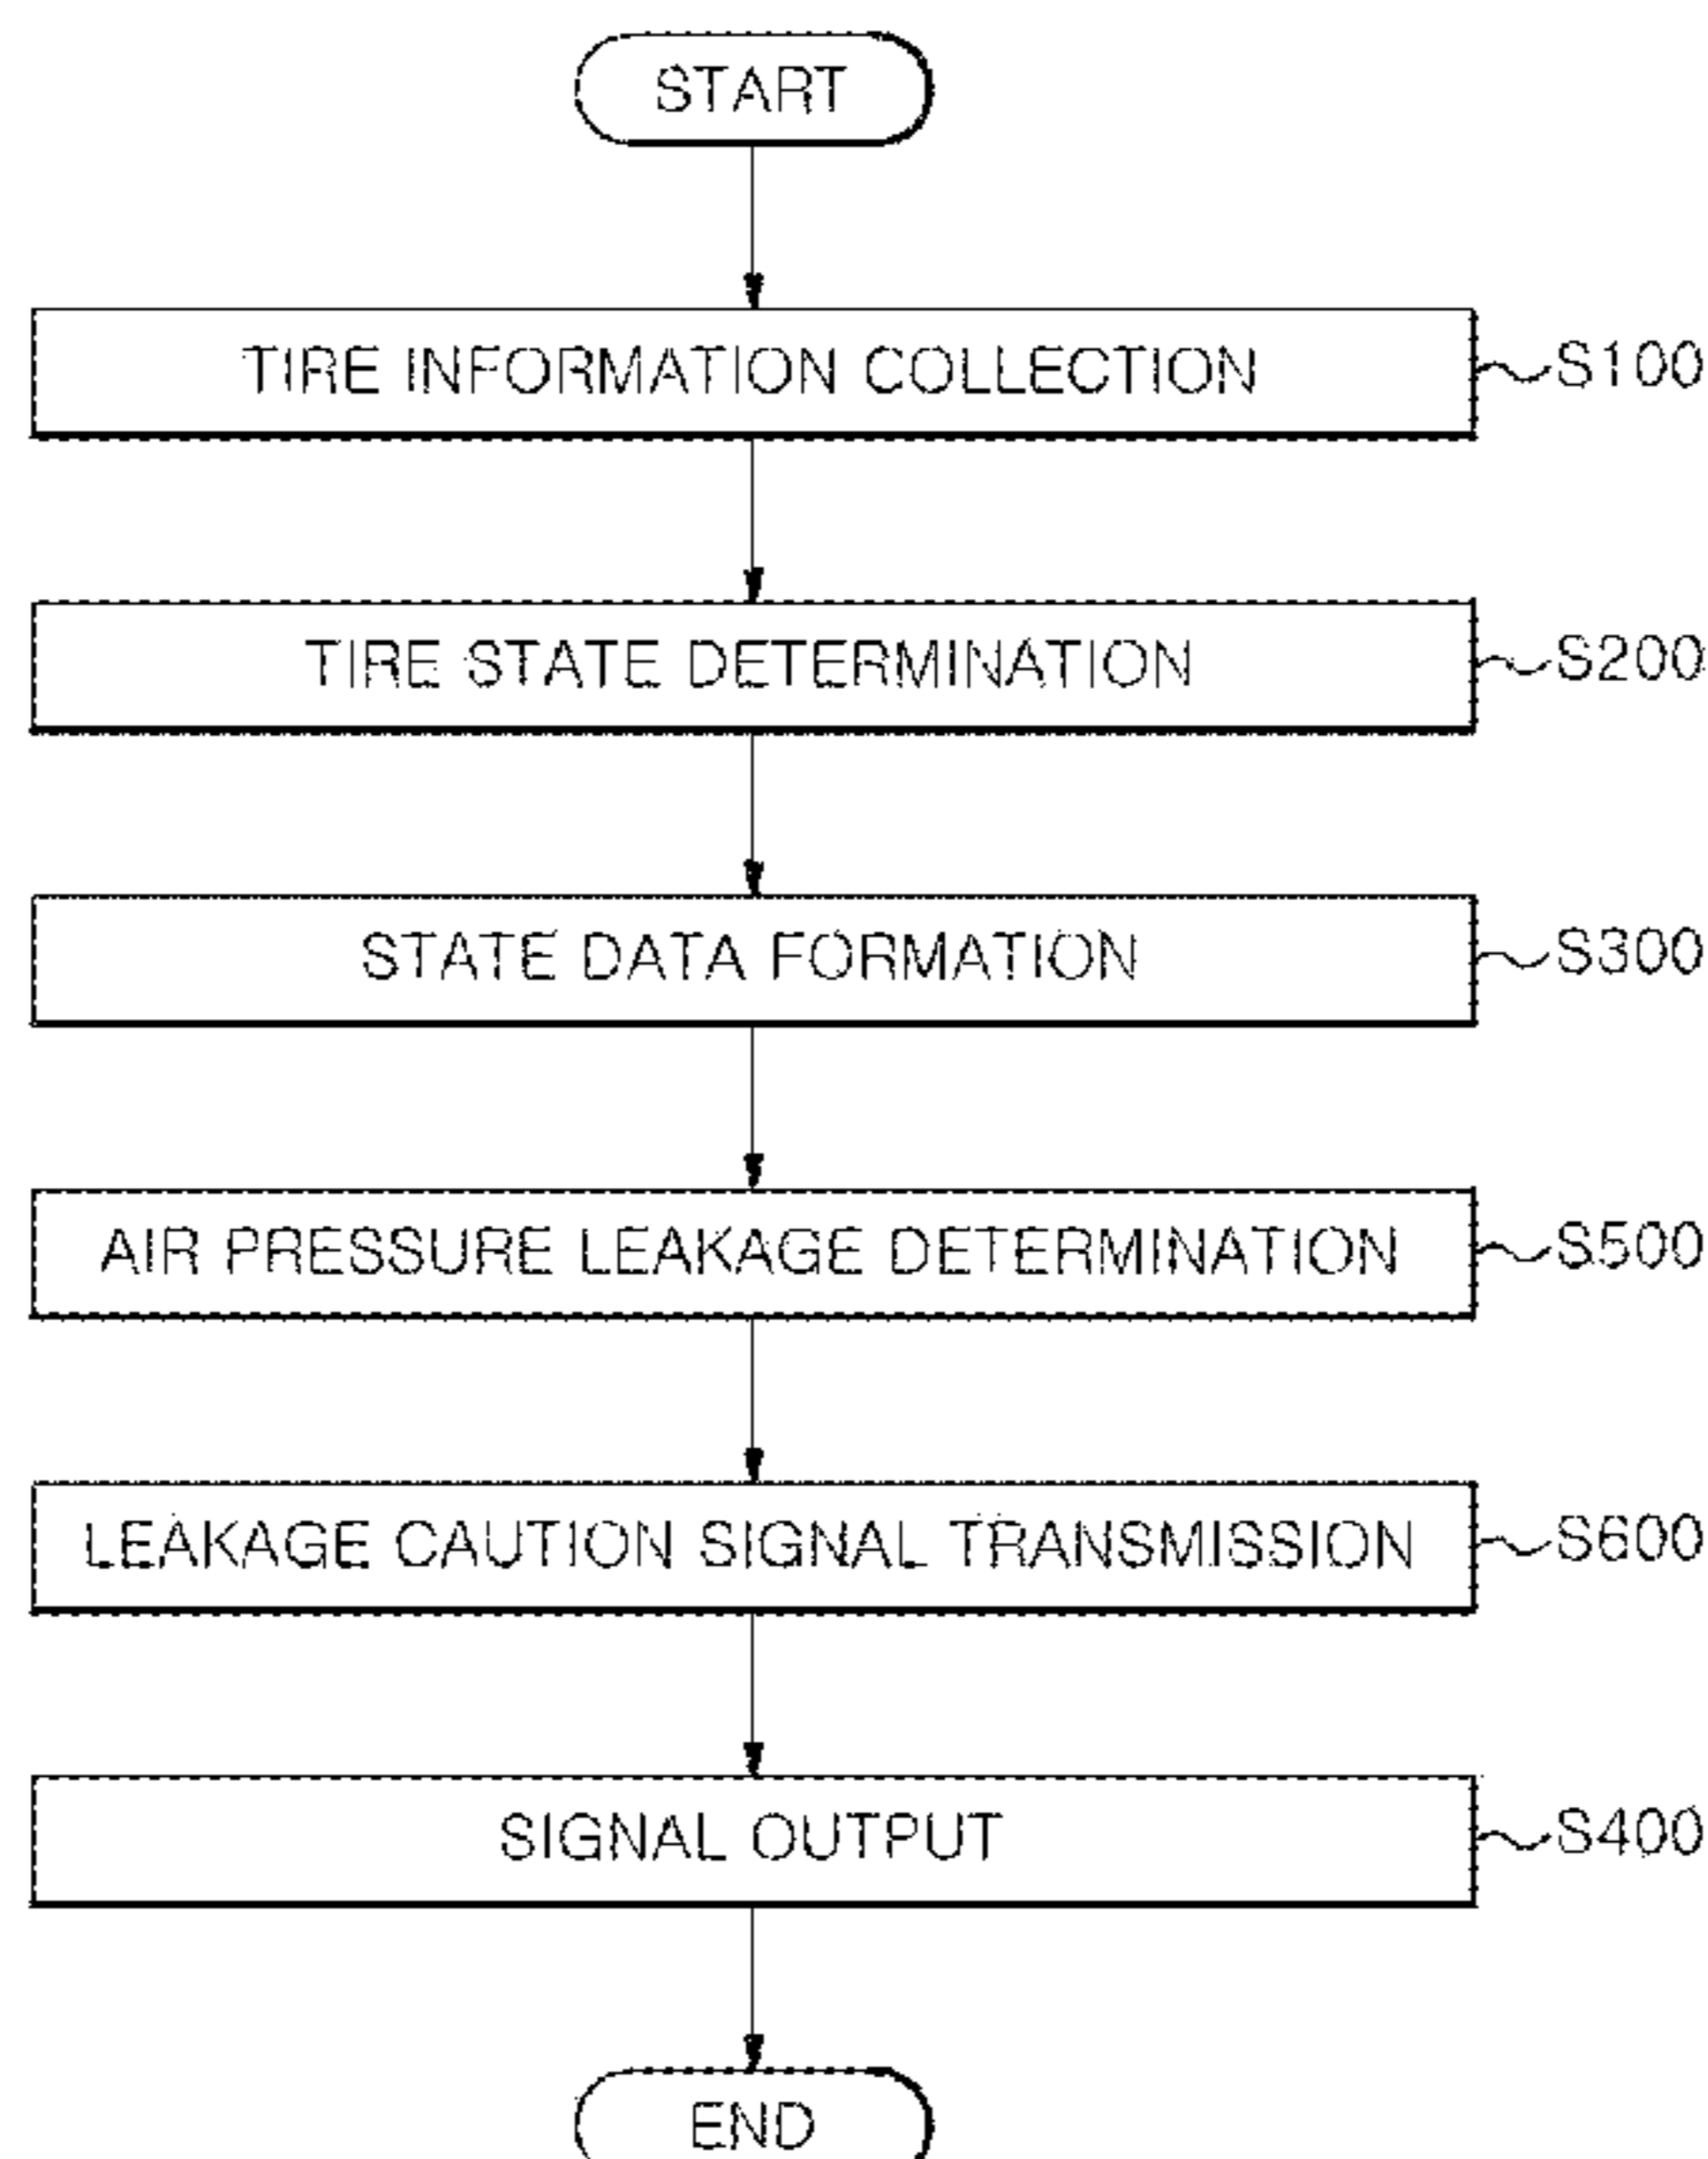 START
TIRE INFORMATION COLLECTION S100
TIRE STATE DETERMINATION S200
STATE DATA FORMATION S300
AIR PRESSURE LEAKAGE DETERMINATION S500
LEAKAGE CAUTION SIGNAL TRANSMISSION S600
SIGNAL OUTPUT S400
END